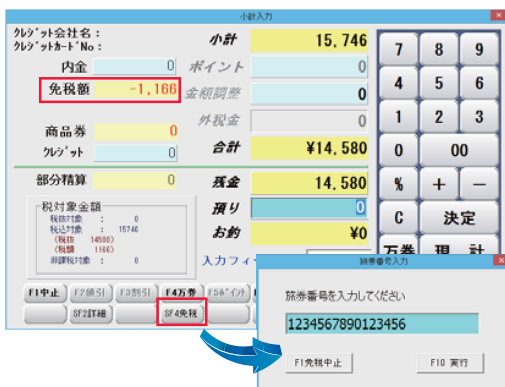 小計入力
ｸﾚｼﾞｯﾄ会社名：
ｸﾚｼﾞｯﾄｶｰﾄﾞNo：
小計 15,746
内金 0 ポイント 0
免税額 -1,166 金額調整 0
外税金 0
商品券 0
ｸﾚｼﾞｯﾄ 0 合計 ¥14,580
部分精算 0 残金 14,580
預り 0
お釣 ¥0
税対象金額
税抜対象 ： 0
税込対象 ： 15746
(税抜 14580)
(税額 1166)
非課税対象 ： 0
入力フィ
7 8 9
4 5 6
1 2 3
0 00
% + −
C 決定
万券 現 計
F1中止 F2値引 F3割引 F4万券 F5ﾎﾟｲﾝﾄ
SF2詳細 SF4免税
旅券番号入力
旅券番号を入力してください
1234567890123456
F1免税中止 F10 実行